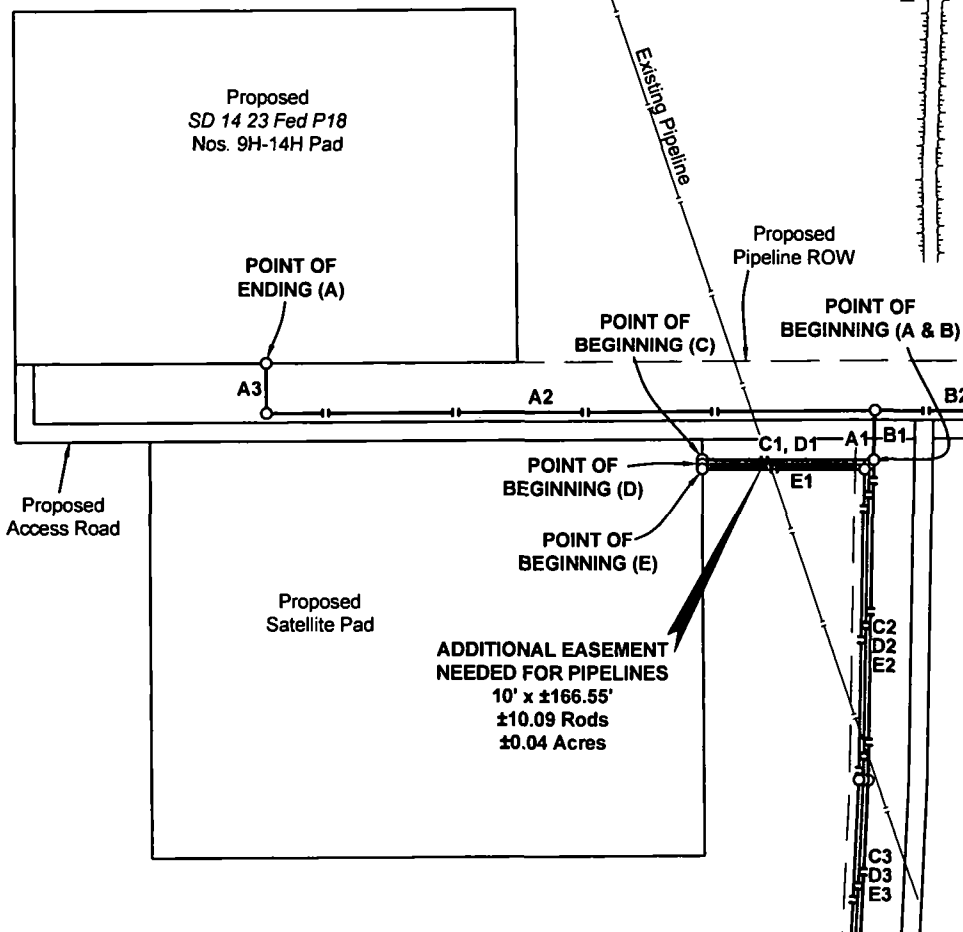 Proposed
SD 14 23 Fed P18
Nos. 9H-14H Pad
Existing Pipeline
Proposed
Pipeline ROW
POINT OF
ENDING (A)
POINT OF
BEGINNING (C)
POINT OF
BEGINNING (A & B)
A3
A2
B2
C1, D1
A1
B1
E1
POINT OF
BEGINNING (D)
POINT OF
BEGINNING (E)
Proposed
Access Road
Proposed
Satellite Pad
ADDITIONAL EASEMENT
NEEDED FOR PIPELINES
10' x ±166.55'
±10.09 Rods
±0.04 Acres
C2
D2
E2
C3
D3
E3